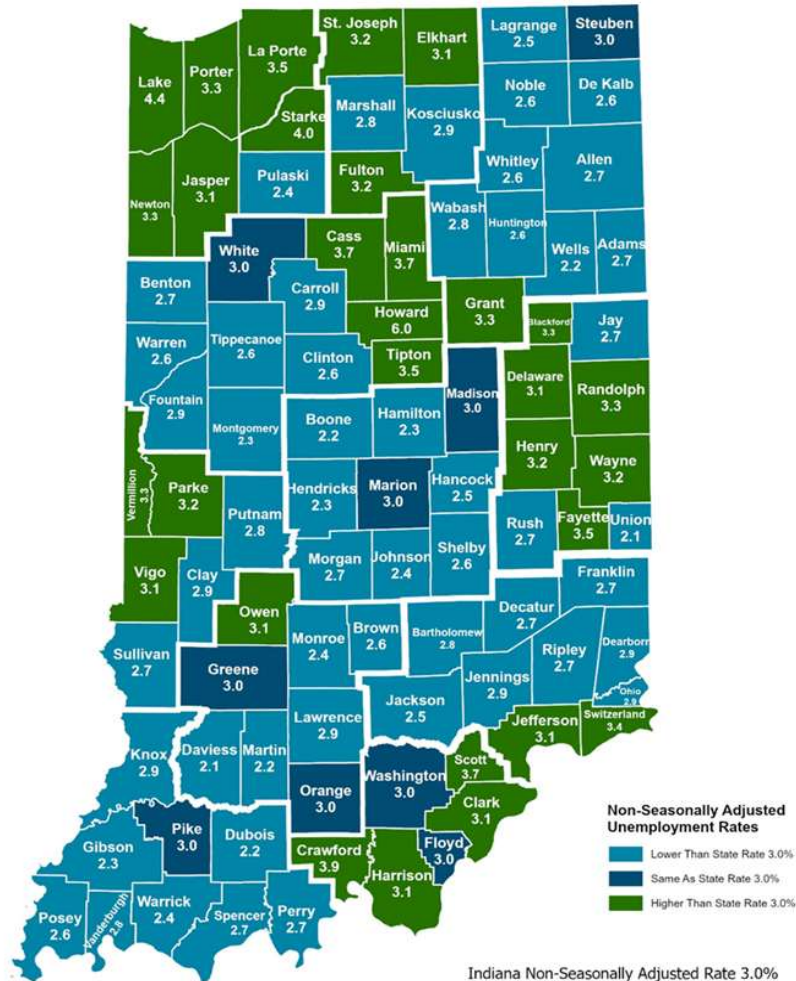 St. Joseph
3.2
Elkhart
3.1
Lagrange
2.5
Steuben
3.0
La Porte
3.5
Lake
4.4
Porter
3.3
Noble
2.6
De Kalb
2.6
Marshall
2.8
Kosciusko
2.9
Starke
4.0
Whitley
2.6
Allen
2.7
Pulaski
2.4
Fulton
3.2
Newton
3.3
Jasper
3.1
Wabash
2.8
Huntington
2.6
White
3.0
Cass
3.7
Miami
3.7
Wells
2.2
Adams
2.7
Benton
2.7
Carroll
2.9
Grant
3.3
Howard
6.0
Blackford
3.3
Jay
2.7
Warren
2.6
Tippecanoe
2.6
Clinton
2.6
Tipton
3.5
Madison
3.0
Delaware
3.1
Randolph
3.3
Fountain
2.9
Montgomery
2.3
Boone
2.2
Hamilton
2.3
Henry
3.2
Wayne
3.2
Vermillion
3.3
Parke
3.2
Putnam
2.8
Hendricks
2.3
Marion
3.0
Hancock
2.5
Rush
2.7
Fayette
3.5
Union
2.1
Vigo
3.1
Clay
2.9
Morgan
2.7
Johnson
2.4
Shelby
2.6
Franklin
2.7
Owen
3.1
Decatur
2.7
Sullivan
2.7
Greene
3.0
Monroe
2.4
Brown
2.6
Bartholomew
2.8
Ripley
2.7
Dearborn
2.9
Jennings
2.9
Ohio
2.9
Jackson
2.5
Lawrence
2.9
Jefferson
3.1
Switzerland
3.4
Knox
2.9
Daviess
2.1
Martin
2.2
Orange
3.0
Washington
3.0
Scott
3.7
Clark
3.1
Gibson
2.3
Pike
3.0
Dubois
2.2
Crawford
3.9
Harrison
3.1
Floyd
3.0
Posey
2.6
Vanderburgh
2.8
Warrick
2.4
Spencer
2.7
Perry
2.7
Non-Seasonally Adjusted
Unemployment Rates
Lower Than State Rate 3.0%
Same As State Rate 3.0%
Higher Than State Rate 3.0%
Indiana Non-Seasonally Adjusted Rate 3.0%